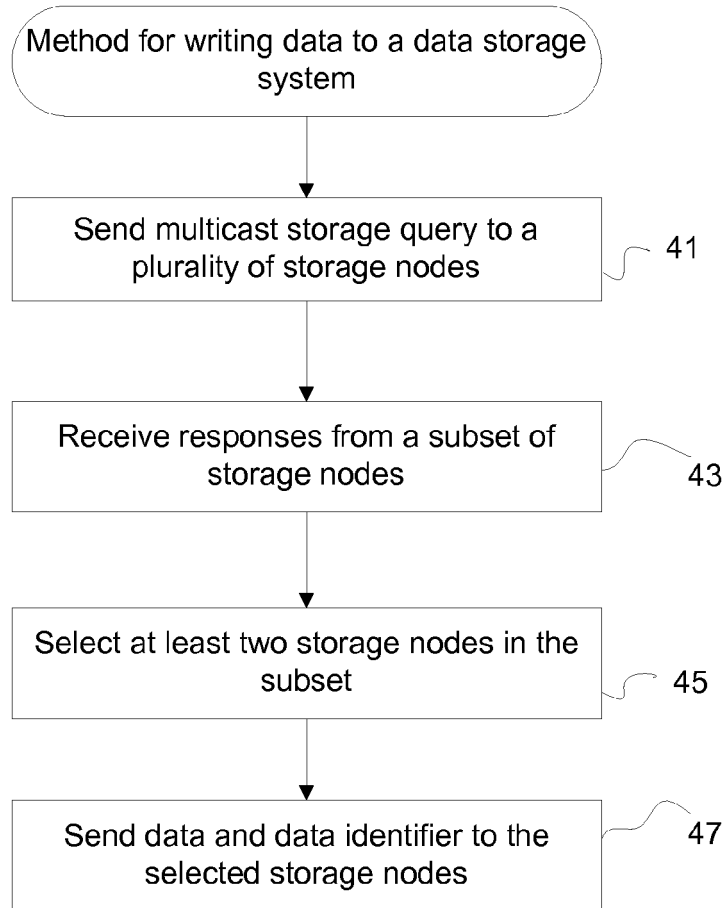 Method for writing data to a data storage
system
Send multicast storage query to a
plurality of storage nodes
41
Receive responses from a subset of
storage nodes
43
Select at least two storage nodes in the
subset
45
Send data and data identifier to the
selected storage nodes
47